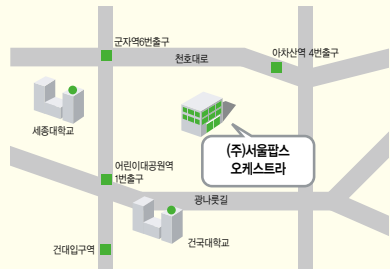 군자역6번출구
천호대로
아차산역 4번출구
세종대학교
(주)서울팝스
오케스트라
어린이대공원역
1번출구
광나룻길
건국대학교
건대입구역